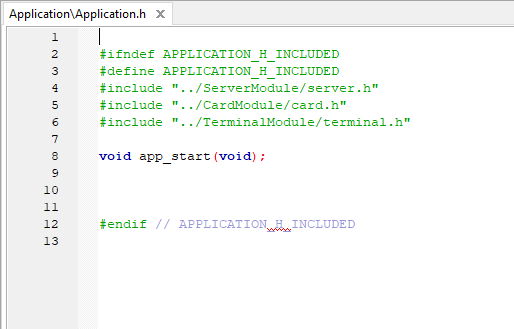 Application\Application.h X
1
2 #ifndef APPLICATION_H_INCLUDED
3 #define APPLICATION_H_INCLUDED
4 #include "../ServerModule/server.h"
5 #include "../CardModule/card.h"
6 #include "../TerminalModule/terminal.h"
7
8 void app_start(void);
9
10
11
12 #endif // APPLICATION_H_INCLUDED
13